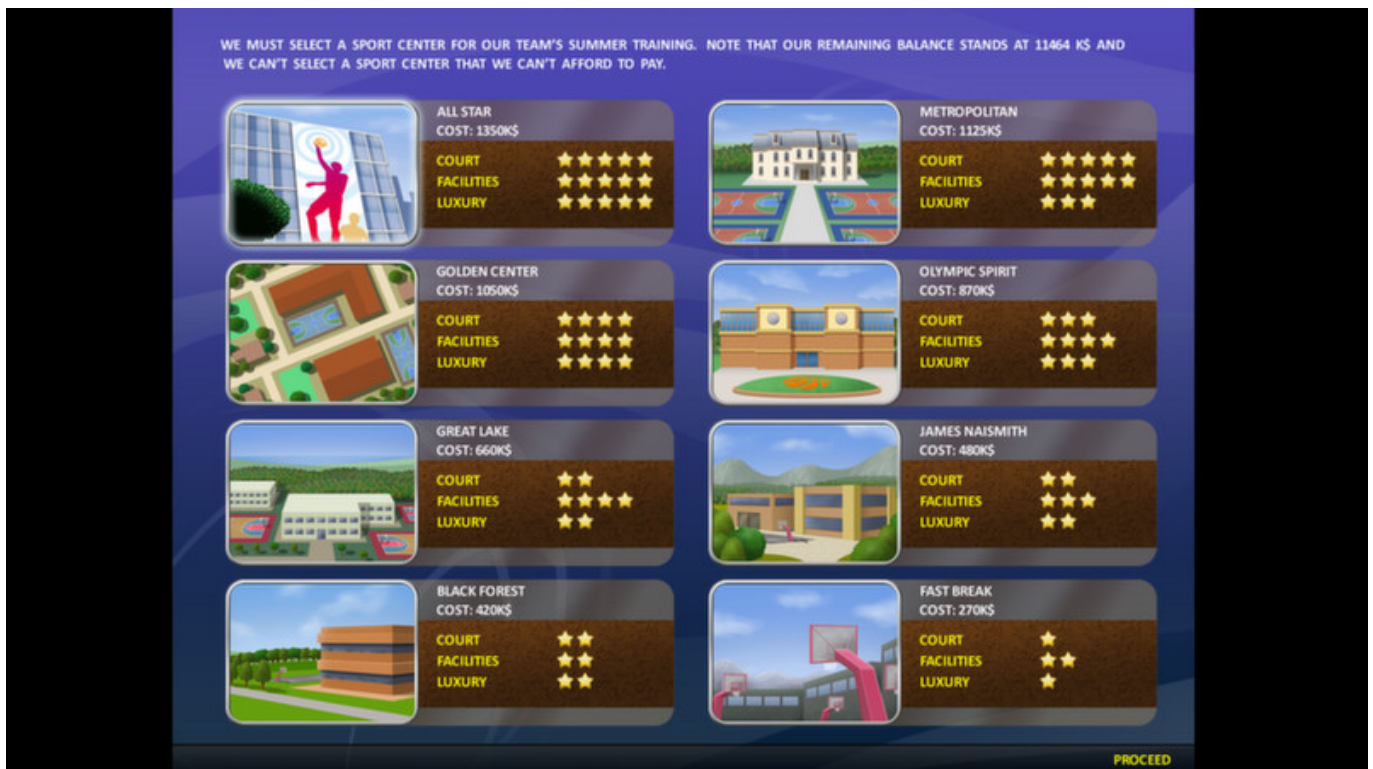 WE MUST SELECT A SPORT CENTER FOR OUR TEAM'S SUMMER TRAINING. NOTE THAT OUR REMAINING BALANCE STANDS AT 11464 K$ AND
WE CAN'T SELECT A SPORT CENTER THAT WE CAN'T AFFORD TO PAY.
ALL STAR
COST: 1350K$
COURT
FACILITIES
LUXURY
METROPOLITAN
COST: 1125K$
COURT
FACILITIES
LUXURY
GOLDEN CENTER
COST: 1050K$
COURT
FACILITIES
LUXURY
OLYMPIC SPIRIT
COST: 870K$
COURT
FACILITIES
LUXURY
GREAT LAKE
COST: 660K$
COURT
FACILITIES
LUXURY
JAMES NAISMITH
COST: 480K$
COURT
FACILITIES
LUXURY
BLACK FOREST
COST: 420K$
COURT
FACILITIES
LUXURY
FAST BREAK
COST: 270K$
COURT
FACILITIES
LUXURY
PROCEED